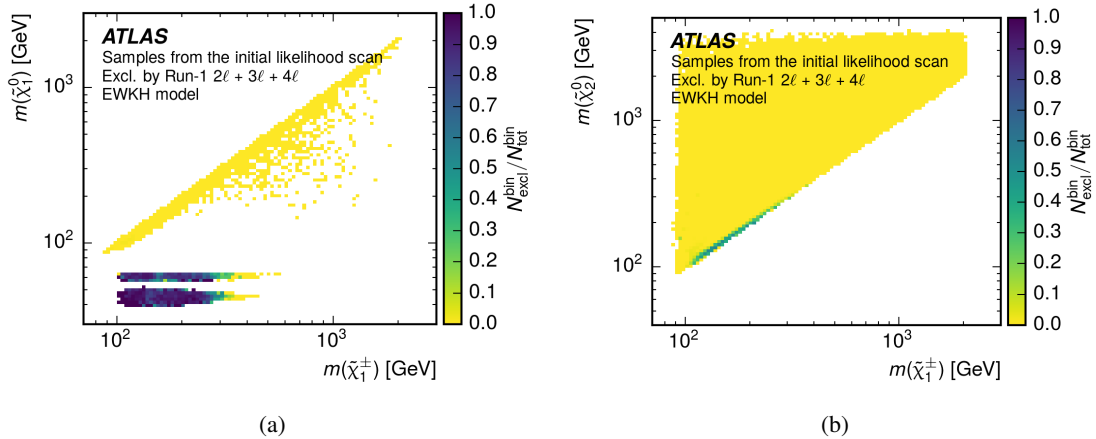 ATLAS
Samples from the initial likelihood scan
Excl. by Run-1 2ℓ + 3ℓ + 4ℓ
EWKH model
m(χ̃₁⁰) [GeV]
10³
10²
10² 10³
m(χ̃₁±) [GeV]
1.0
0.9
0.8
0.7
0.6
0.5
0.4
0.3
0.2
0.1
0.0
N_excl^bin / N_tot^bin
(a)
ATLAS
Samples from the initial likelihood scan
Excl. by Run-1 2ℓ + 3ℓ + 4ℓ
EWKH model
m(χ̃₂⁰) [GeV]
10³
10²
10² 10³
m(χ̃₁±) [GeV]
1.0
0.9
0.8
0.7
0.6
0.5
0.4
0.3
0.2
0.1
0.0
N_excl^bin / N_tot^bin
(b)